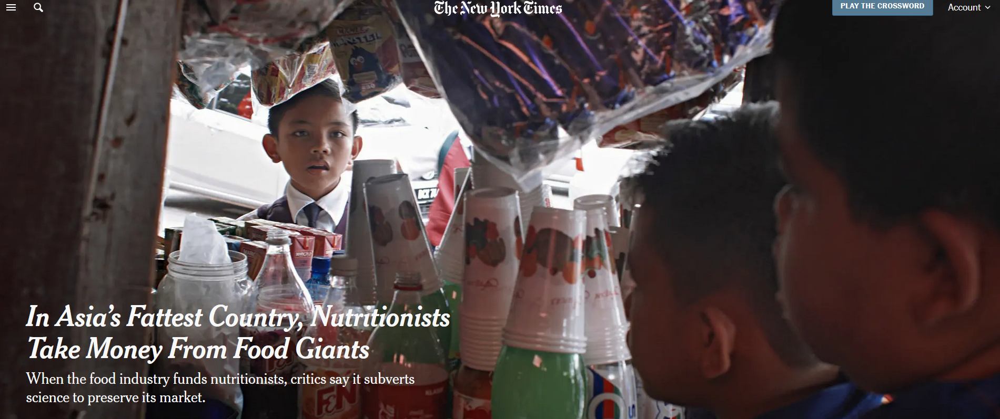 The New York Times
PLAY THE CROSSWORD
Account
MARIGOLD
In Asia's Fattest Country, Nutritionists
Take Money From Food Giants
When the food industry funds nutritionists, critics say it subverts
science to preserve its market.
F&N